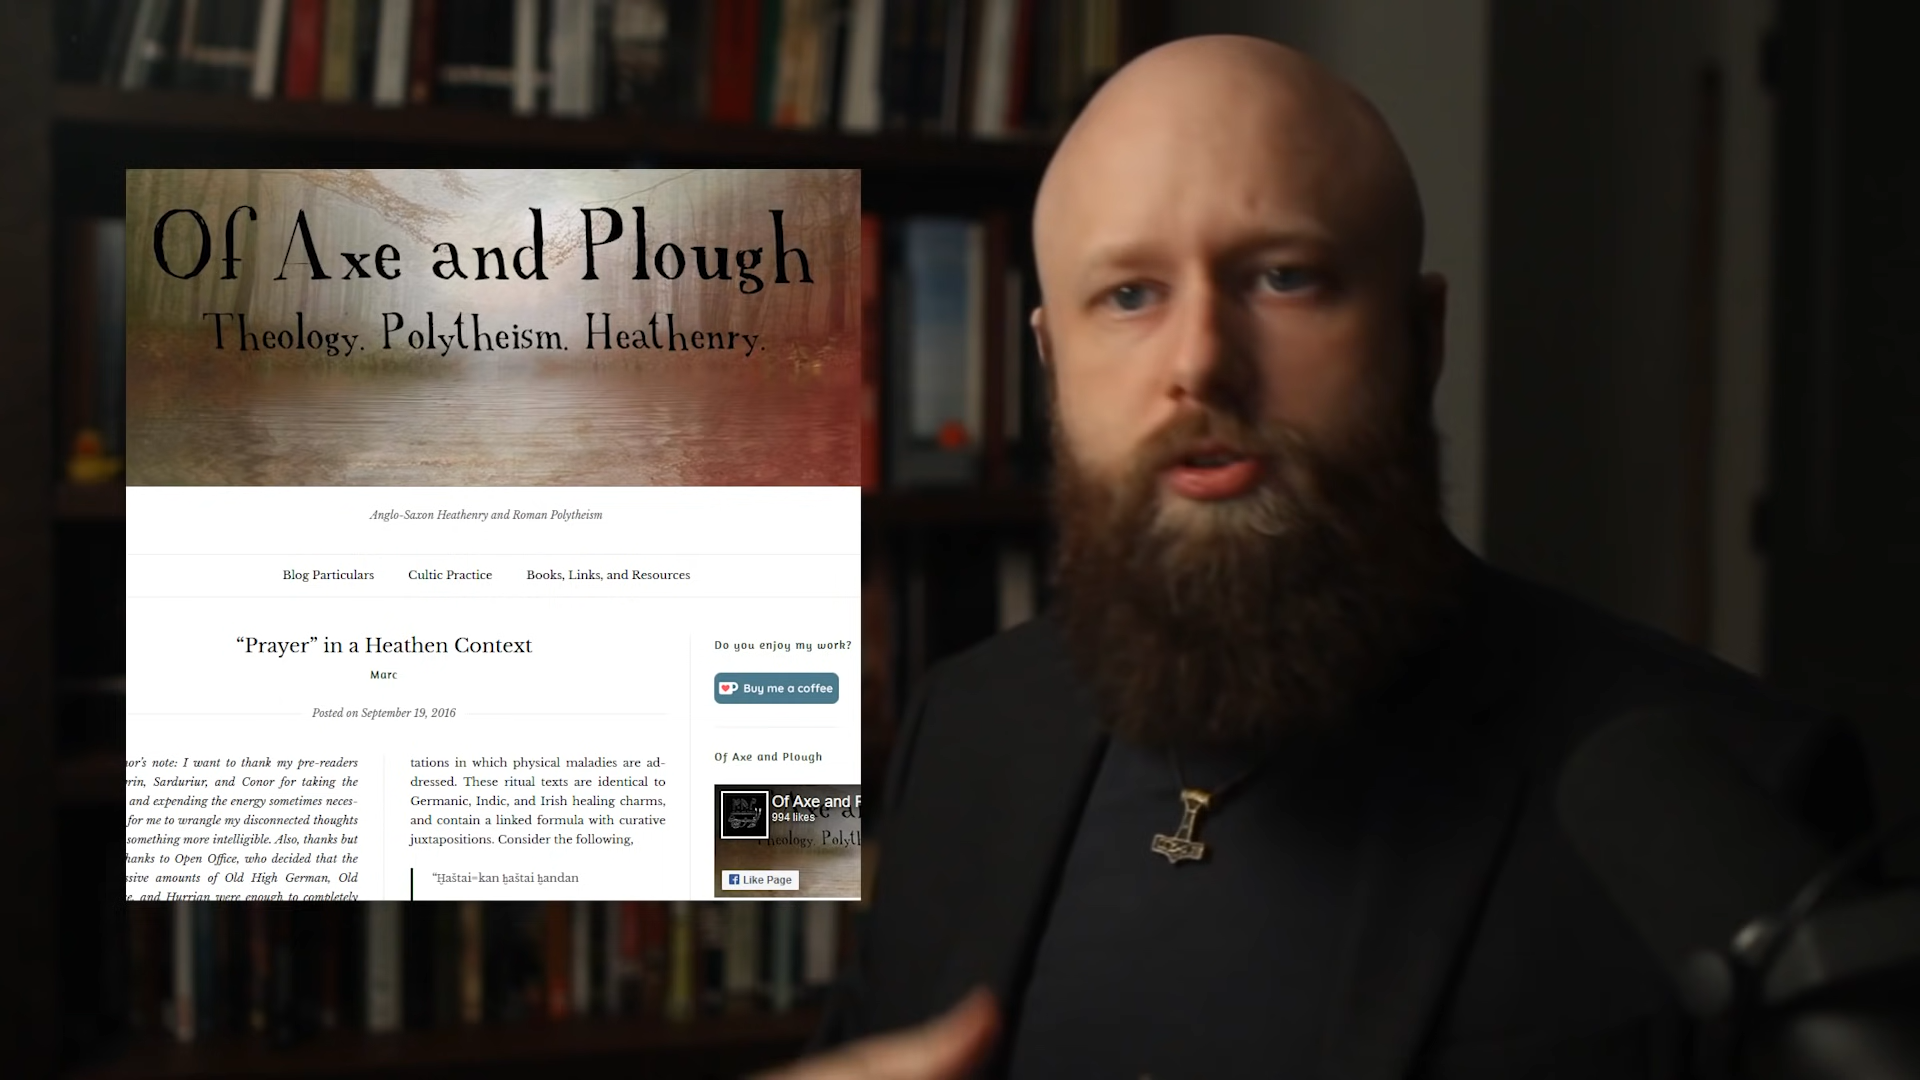 Of Axe and Plough
Theology. Polytheism. Heathenry.
Anglo-Saxon Heathenry and Roman Polytheism
Blog Particulars Cultic Practice Books, Links, and Resources
“Prayer” in a Heathen Context
Marc
Posted on September 19, 2016
note: I want to thank my pre-readers
Sarduriur, and Conor for taking the
and expending the energy sometimes neces-
for me to wrangle my disconnected thoughts
something more intelligible. Also, thanks but
thanks to Open Office, who decided that the
amounts of Old High German, Old
and Hurrian were enough to completely
tations in which physical maladies are ad-
dressed. These ritual texts are identical to
Germanic, Indic, and Irish healing charms,
and contain a linked formula with curative
juxtapositions. Consider the following,
“Ḫaštai=kan ḫaštai ḫandan
Do you enjoy my work?
Buy me a coffee
Of Axe and Plough
Of Axe and P
994 likes
Theology. Polyt
Like Page